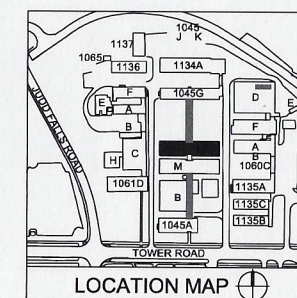 1045
J K
1137
1065
1136
1134A
F
1045G
E
A
D
E
B
F
JUDD FALLS ROAD
H
C
M
A
B
1060C
1061D
B
1135A
1135C
1045A
1135B
TOWER ROAD
LOCATION MAP